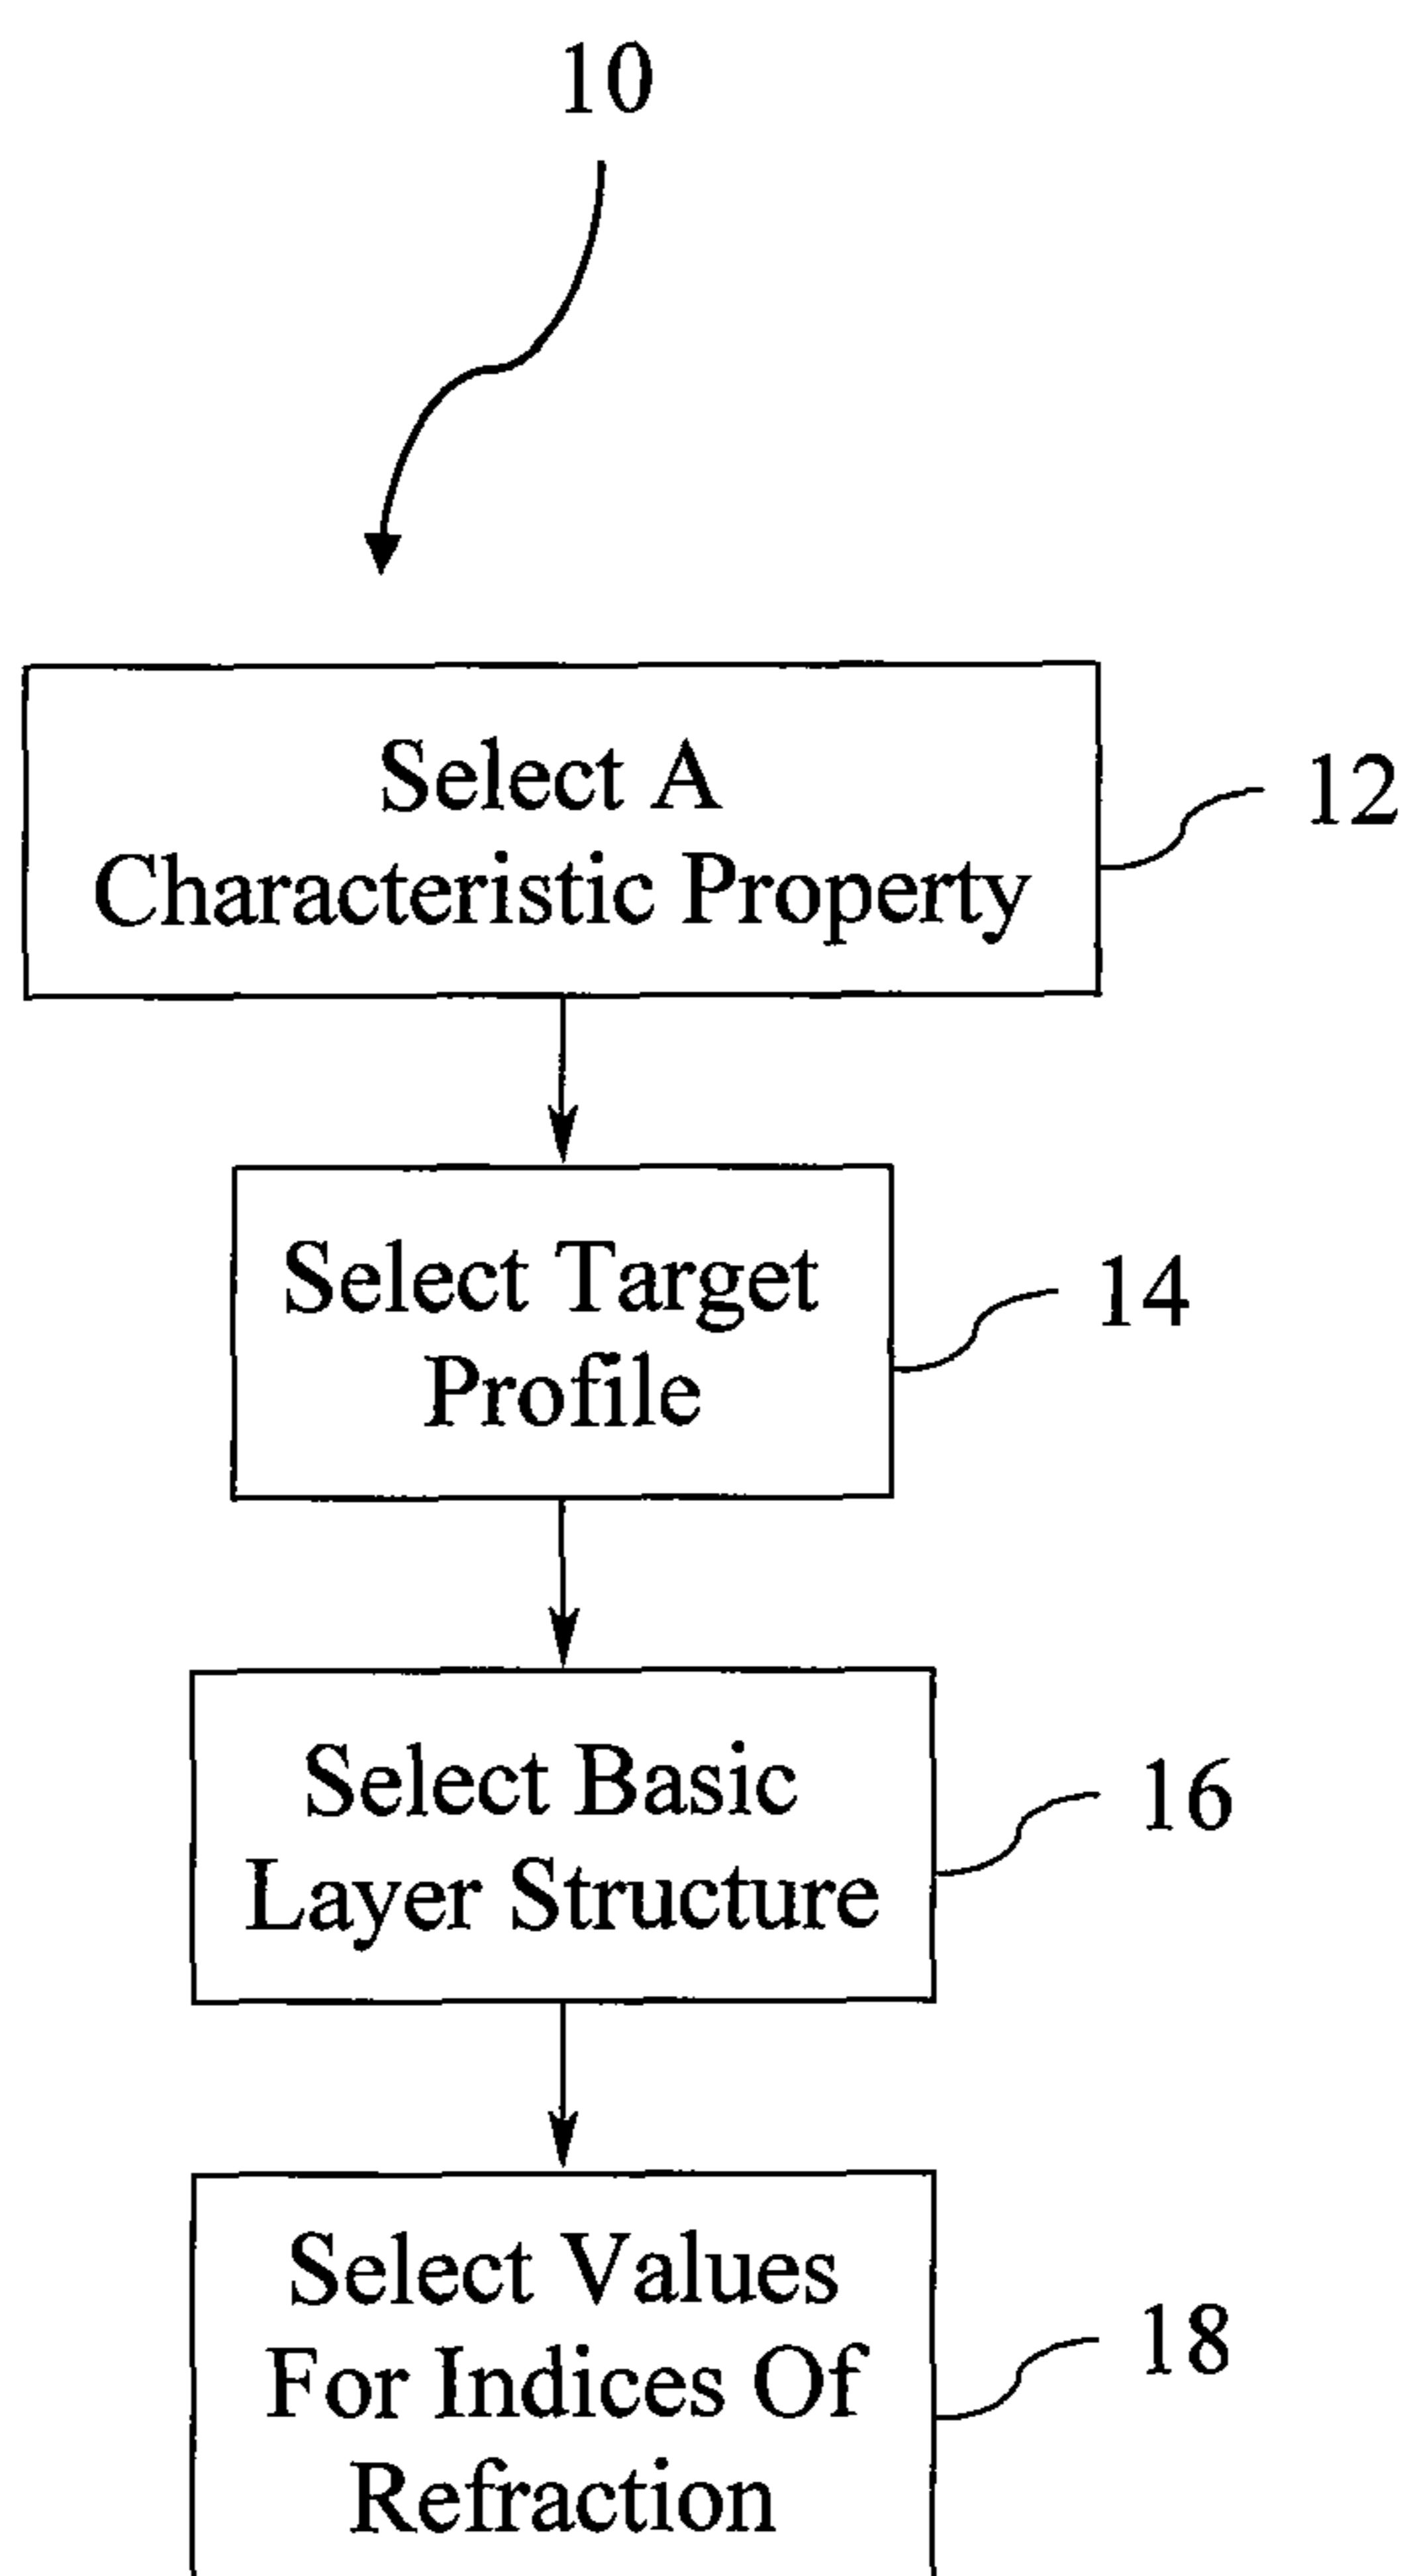 10
Select A
Characteristic Property
12
Select Target
Profile
14
Select Basic
Layer Structure
16
Select Values
For Indices Of
Refraction
18